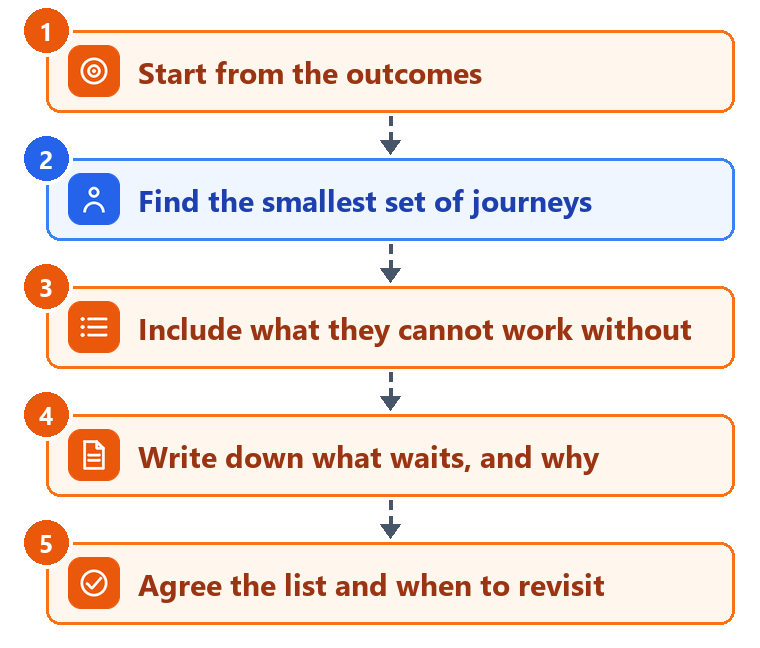 1
Start from the outcomes
2
Find the smallest set of journeys
3
Include what they cannot work without
4
Write down what waits, and why
5
Agree the list and when to revisit